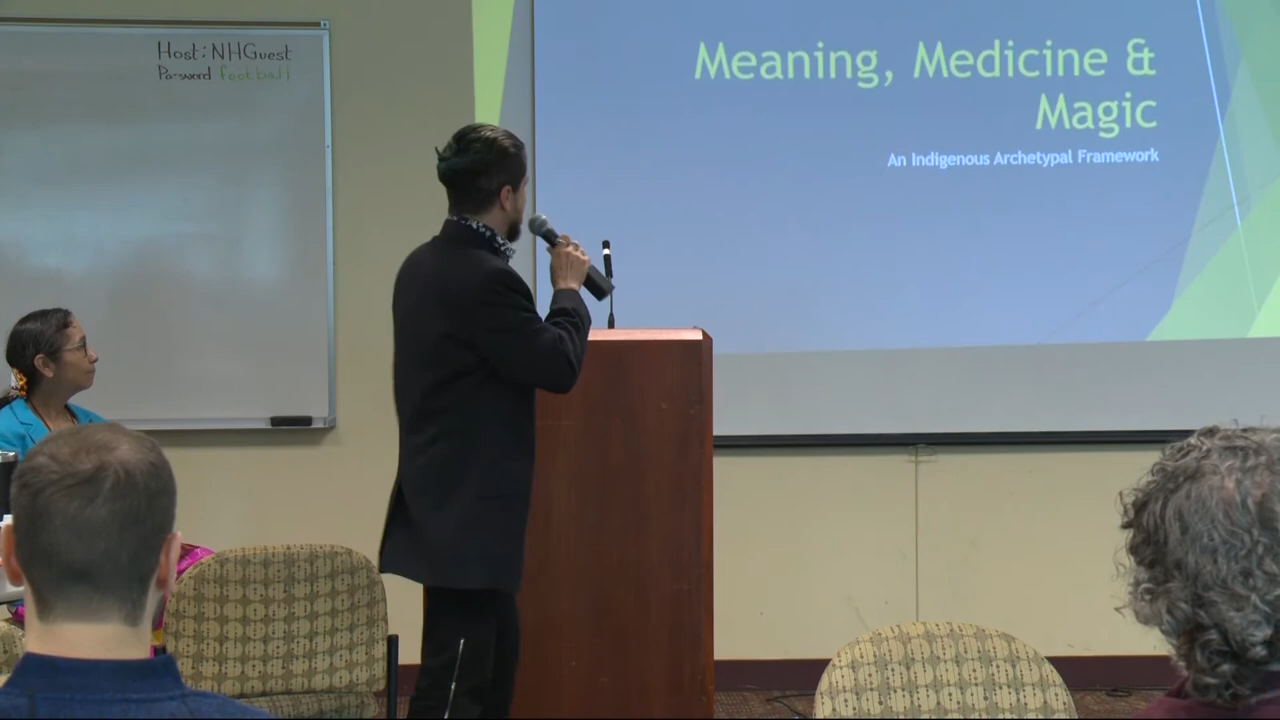 Host: NHGuest
Password football
Meaning, Medicine &
Magic
An Indigenous Archetypal Framework